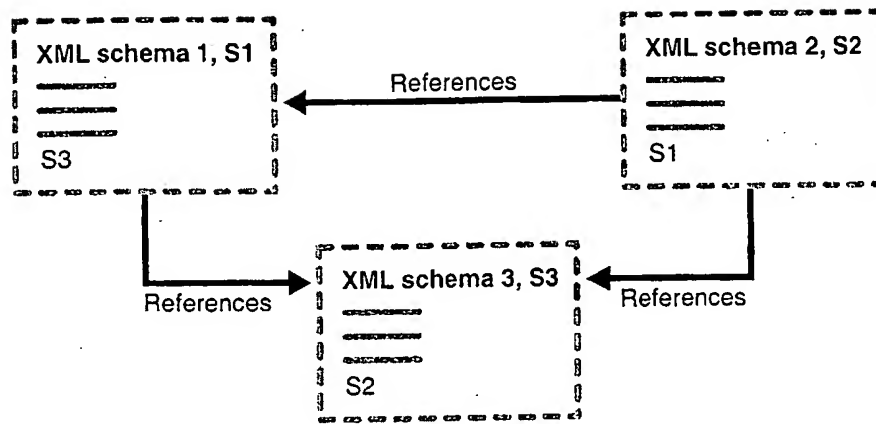 XML schema 1, S1
S3
References
XML schema 2, S2
S1
References
XML schema 3, S3
S2
References